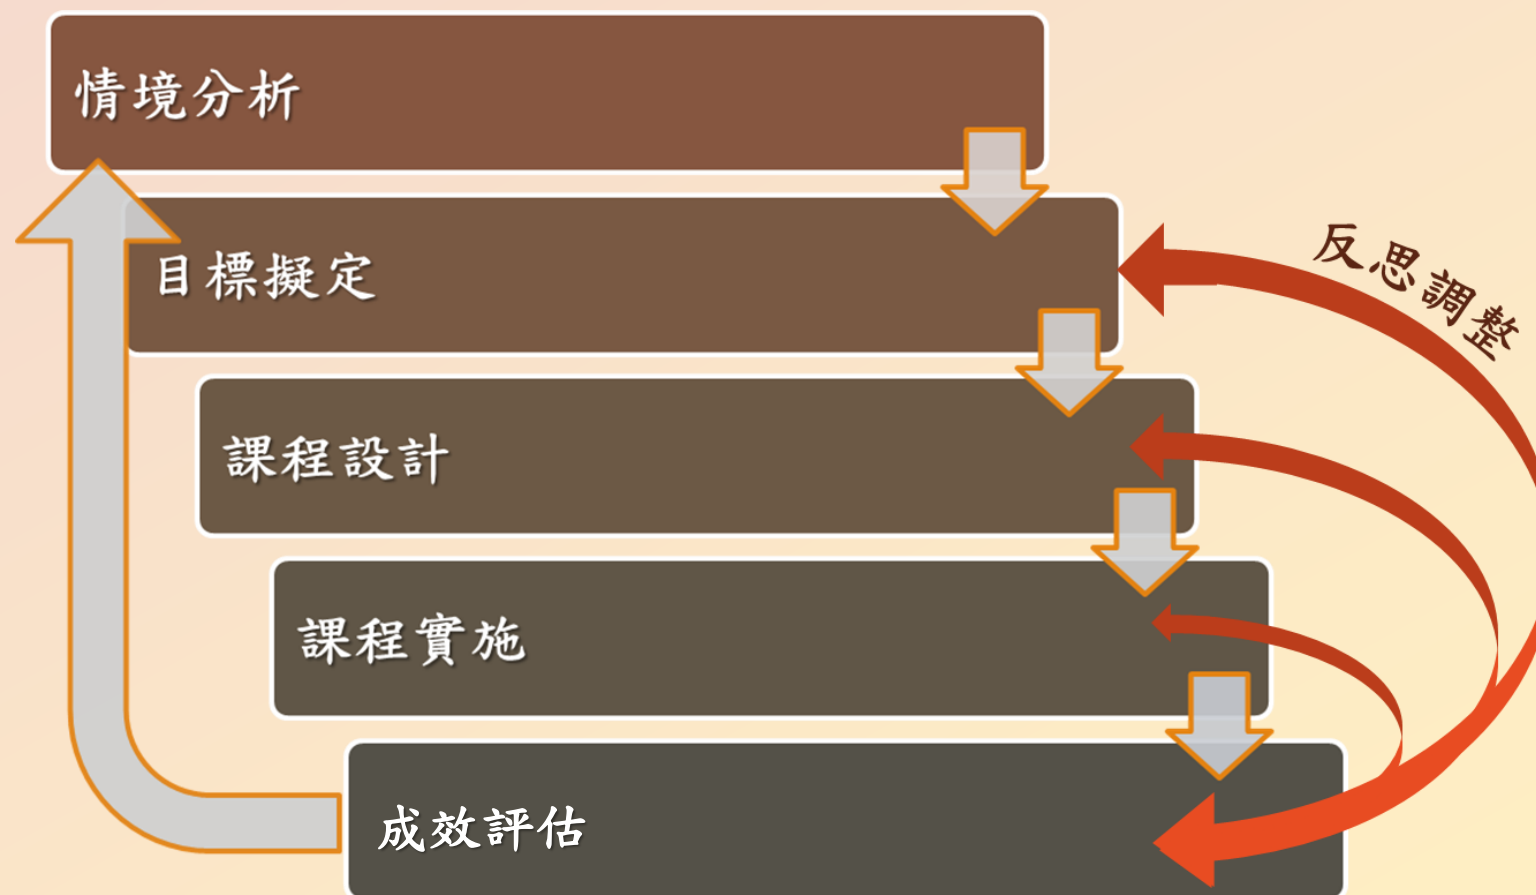 情境分析
目標擬定
反思調整
課程設計
課程實施
成效評估